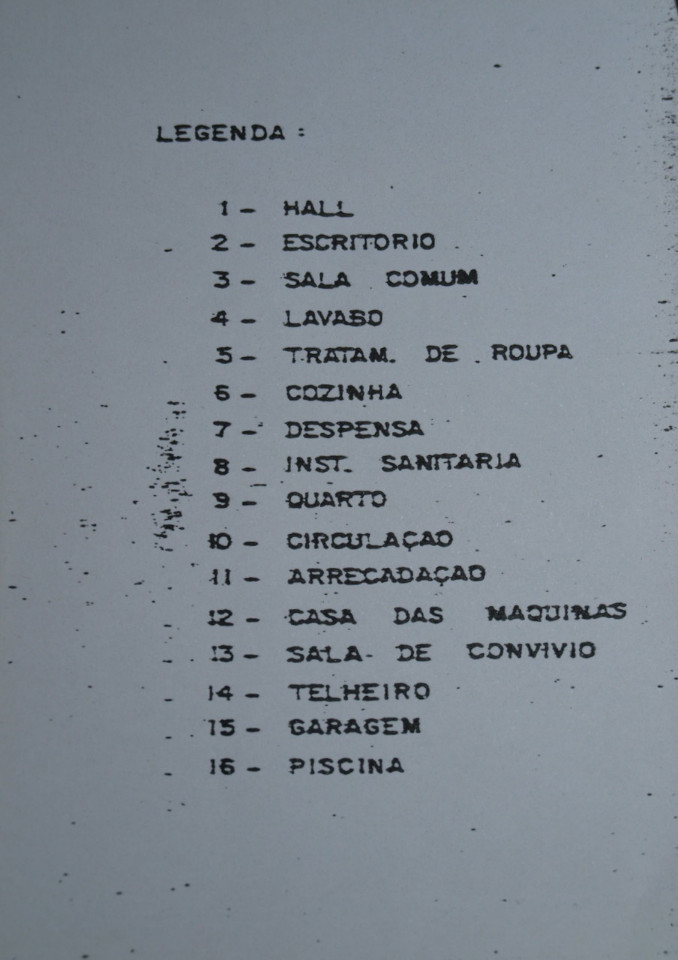 LEGENDA :
1 - HALL
2 - ESCRITORIO
3 - SALA COMUM
4 - LAVABO
5 - TRATAM. DE ROUPA
6 - COZINHA
7 - DESPENSA
8 - INST. SANITARIA
9 - QUARTO
10 - CIRCULAÇAO
11 - ARRECADAÇAO
12 - CASA DAS MAQUINAS
13 - SALA DE CONVIVIO
14 - TELHEIRO
15 - GARAGEM
16 - PISCINA